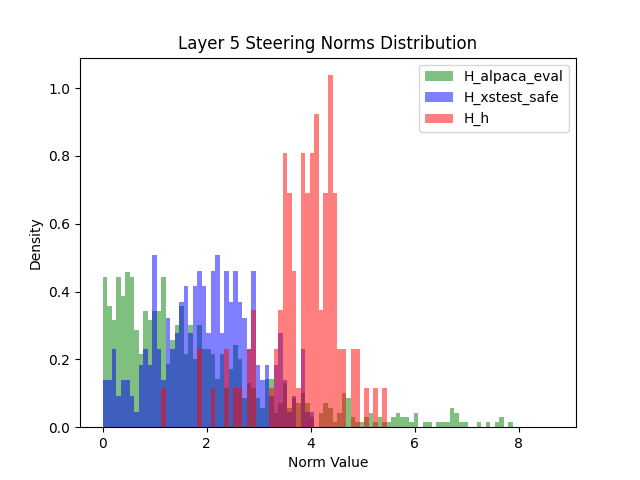 Layer 5 Steering Norms Distribution
H_alpaca_eval
H_xstest_safe
H_h
Density
1.0
0.8
0.6
0.4
0.2
0.0
0 2 4 6 8
Norm Value